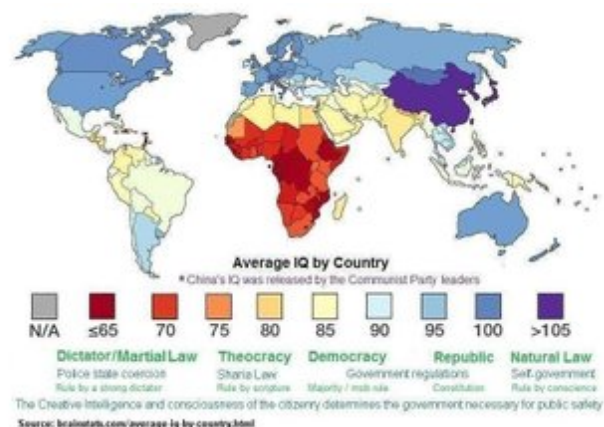 Average IQ by Country
*China's IQ was released by the Communist Party leaders
N/A ≤65 70 75 80 85 90 95 100 >105
Dictator/Martial Law Theocracy Democracy Republic Natural Law
Police state coercion Sharia Law Government regulations Self-government
Rule by a strong dictator Rule by scripture Majority / mob rule Constitution Rule by conscience
The Creative Intelligence and consciousness of the citizenry determines the government necessary for public safety
Source: brainstats.com/average-iq-by-country.html